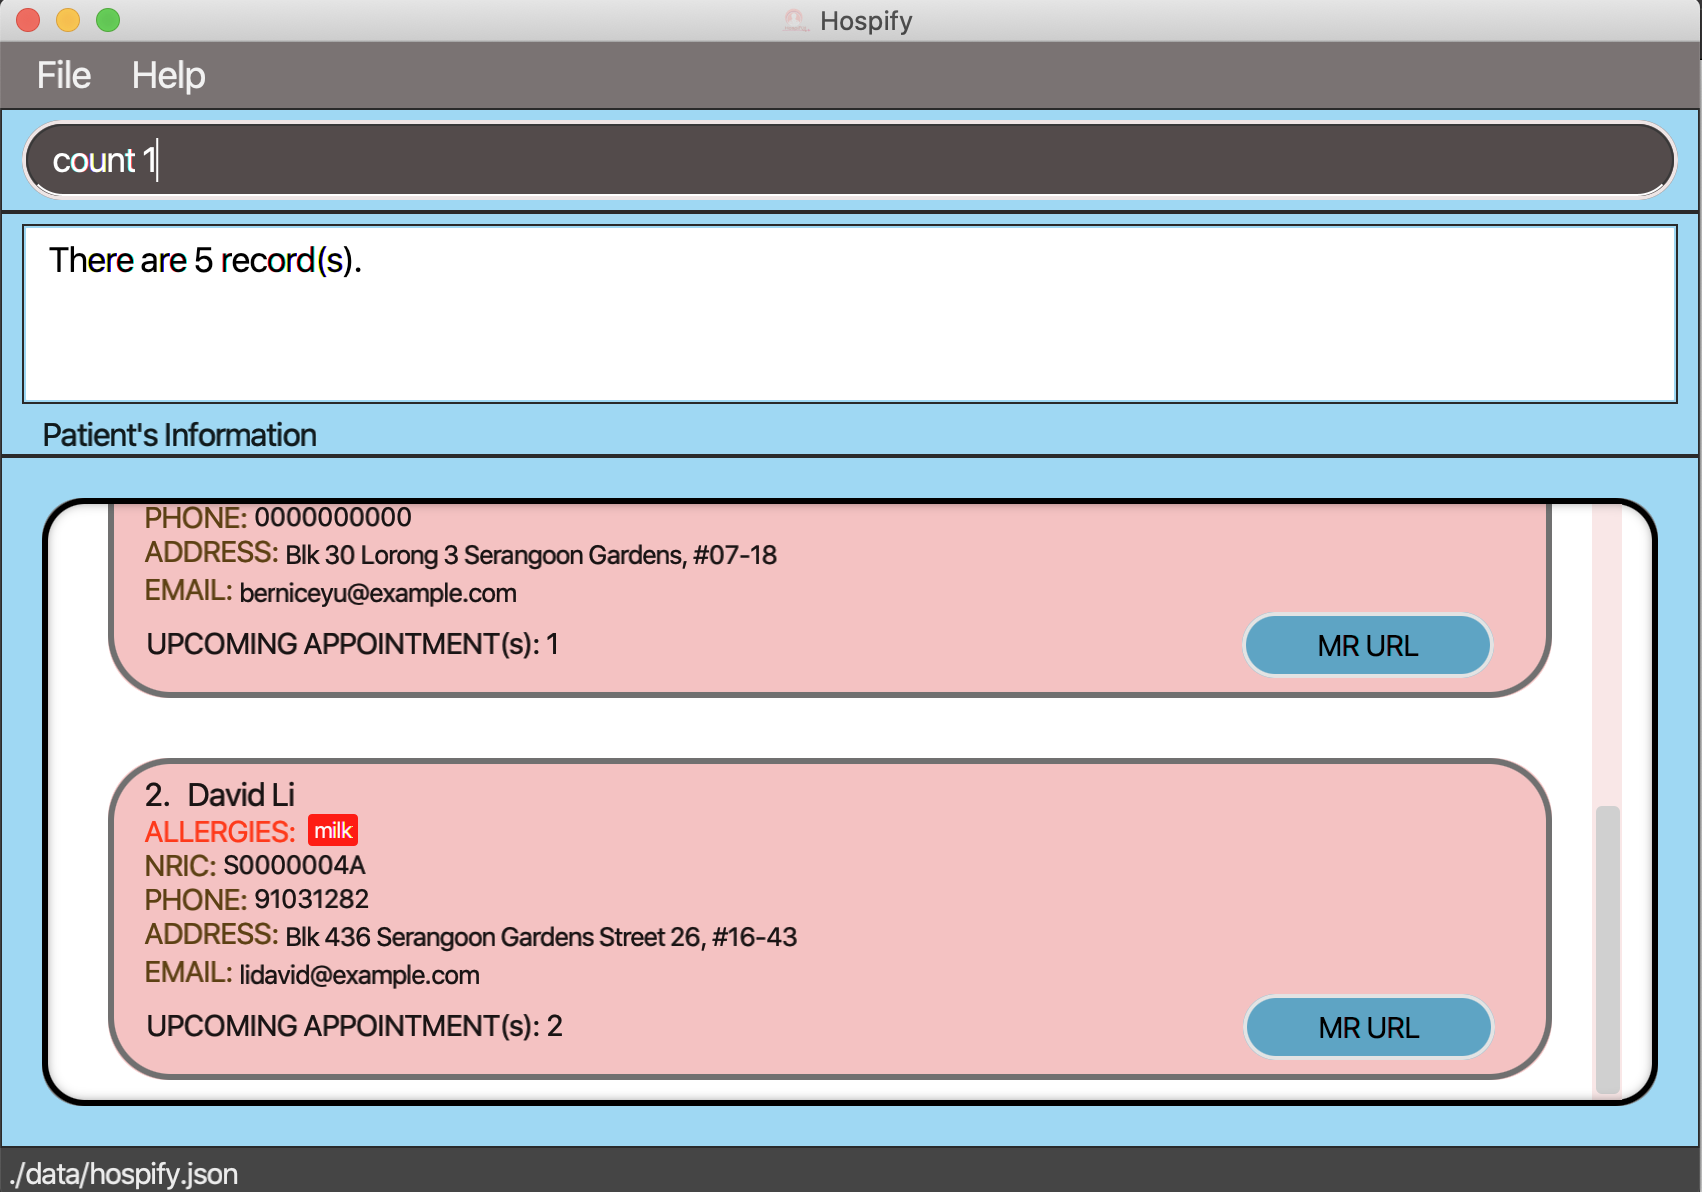 Hospify
File Help
count 1
There are 5 record(s).
Patient's Information
PHONE: 0000000000
ADDRESS: Blk 30 Lorong 3 Serangoon Gardens, #07-18
EMAIL: berniceyu@example.com
UPCOMING APPOINTMENT(s): 1
MR URL
2. David Li
ALLERGIES: milk
NRIC: S0000004A
PHONE: 91031282
ADDRESS: Blk 436 Serangoon Gardens Street 26, #16-43
EMAIL: lidavid@example.com
UPCOMING APPOINTMENT(s): 2
MR URL
./data/hospify.json